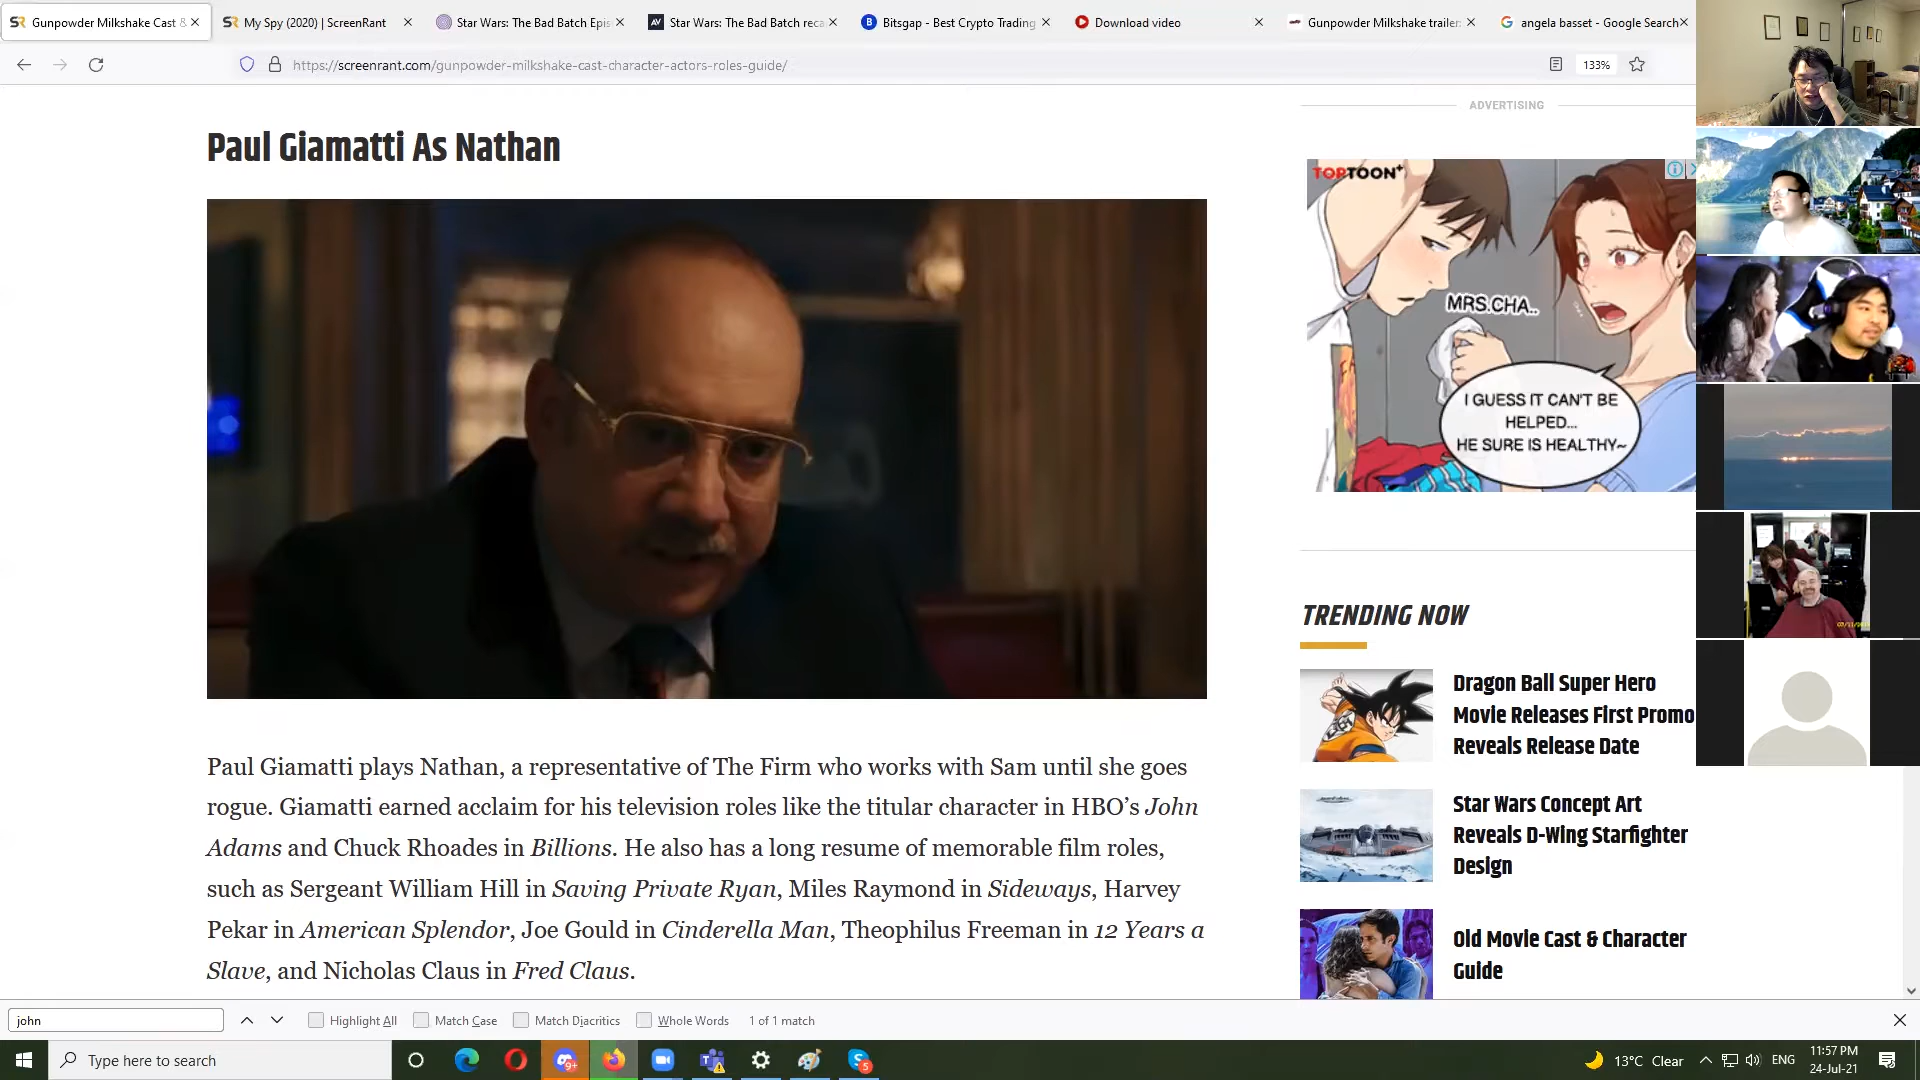 Gunpowder Milkshake Cast &
My Spy (2020) | ScreenRant
Star Wars: The Bad Batch Epis
Star Wars: The Bad Batch reca
Bitsgap - Best Crypto Trading
Download video
Gunpowder Milkshake trailer
angela basset - Google Search
https://screenrant.com/gunpowder-milkshake-cast-character-actors-roles-guide/
133%
Paul Giamatti As Nathan
Paul Giamatti plays Nathan, a representative of The Firm who works with Sam until she goes
rogue. Giamatti earned acclaim for his television roles like the titular character in HBO’s John
Adams and Chuck Rhoades in Billions. He also has a long resume of memorable film roles,
such as Sergeant William Hill in Saving Private Ryan, Miles Raymond in Sideways, Harvey
Pekar in American Splendor, Joe Gould in Cinderella Man, Theophilus Freeman in 12 Years a
Slave, and Nicholas Claus in Fred Claus.
ADVERTISING
TOPTOON+
MRS.CHA..
I GUESS IT CAN'T BE
HELPED...
HE SURE IS HEALTHY~
TRENDING NOW
Dragon Ball Super Hero
Movie Releases First Promo
Reveals Release Date
Star Wars Concept Art
Reveals D-Wing Starfighter
Design
Old Movie Cast & Character
Guide
john
Highlight All
Match Case
Match Diacritics
Whole Words
1 of 1 match
Type here to search
9+
5
13°C Clear
ENG
11:57 PM
24-Jul-21